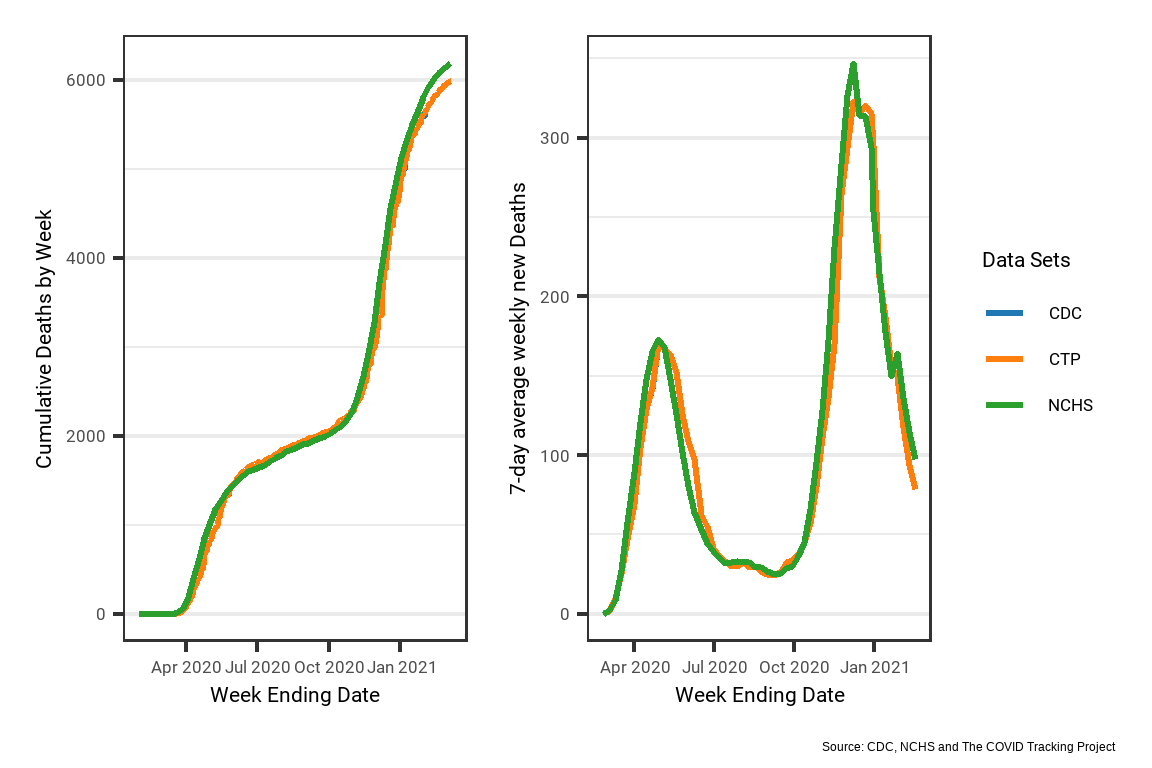 Cumulative Deaths by Week
6000
4000
2000
0
Apr 2020 Jul 2020 Oct 2020 Jan 2021
Week Ending Date
7-day average weekly new Deaths
300
200
100
0
Apr 2020 Jul 2020 Oct 2020 Jan 2021
Week Ending Date
Data Sets
CDC
CTP
NCHS
Source: CDC, NCHS and The COVID Tracking Project